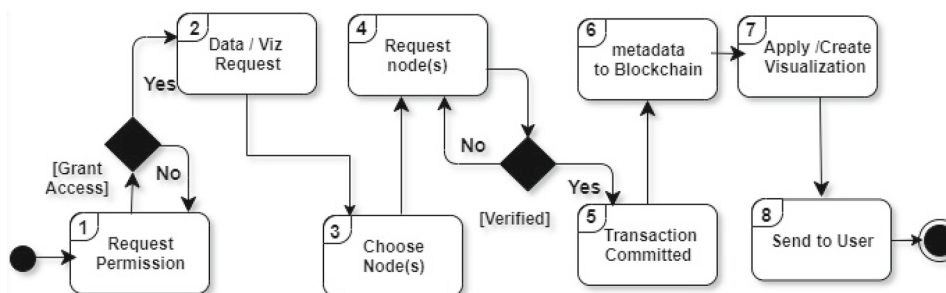 2
Data / Viz
Request
Yes
[Grant
Access]
No
1
Request
Permission
3
Choose
Node(s)
4
Request
node(s)
No
[Verified]
Yes
5
Transaction
Committed
6
metadata
to Blockchain
7
Apply /Create
Visualization
8
Send to User